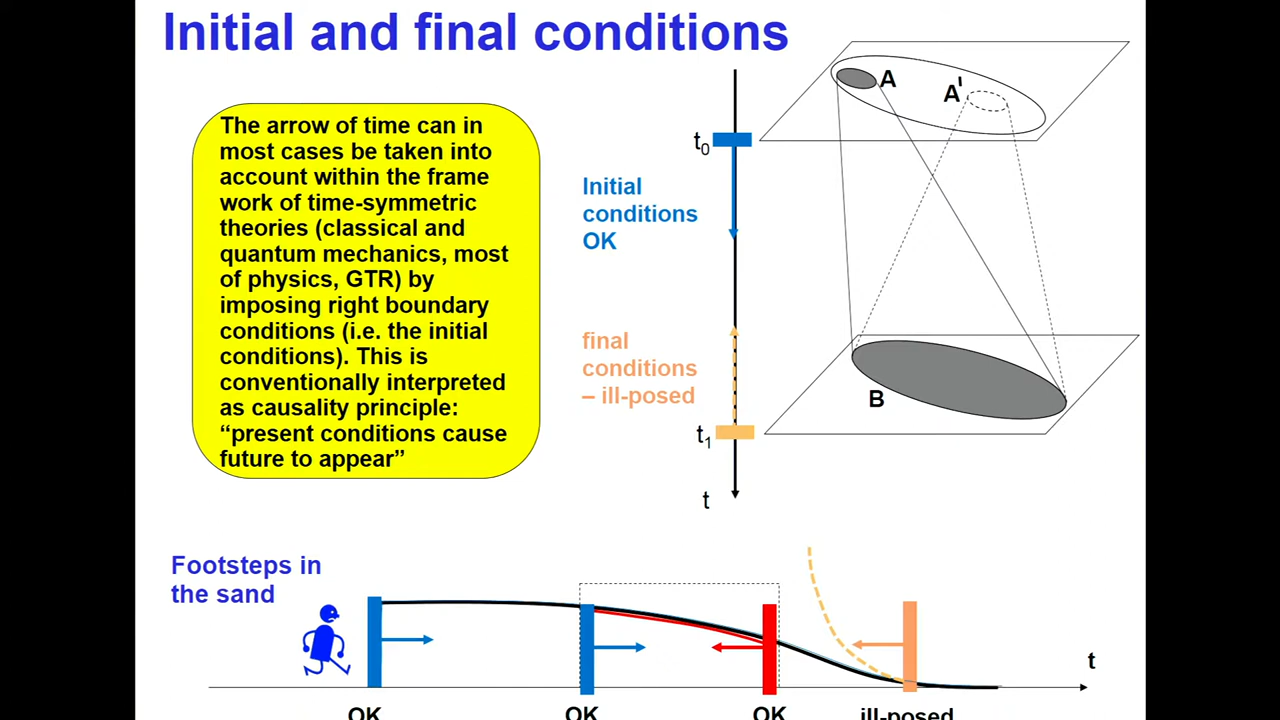 Initial and final conditions
The arrow of time can in
most cases be taken into
account within the frame
work of time-symmetric
theories (classical and
quantum mechanics, most
of physics, GTR) by
imposing right boundary
conditions (i.e. the initial
conditions). This is
conventionally interpreted
as causality principle:
“present conditions cause
future to appear”
t0
Initial
conditions
OK
final
conditions
– ill-posed
t1
t
A
A'
B
Footsteps in
the sand
t
OK
OK
OK
ill-posed